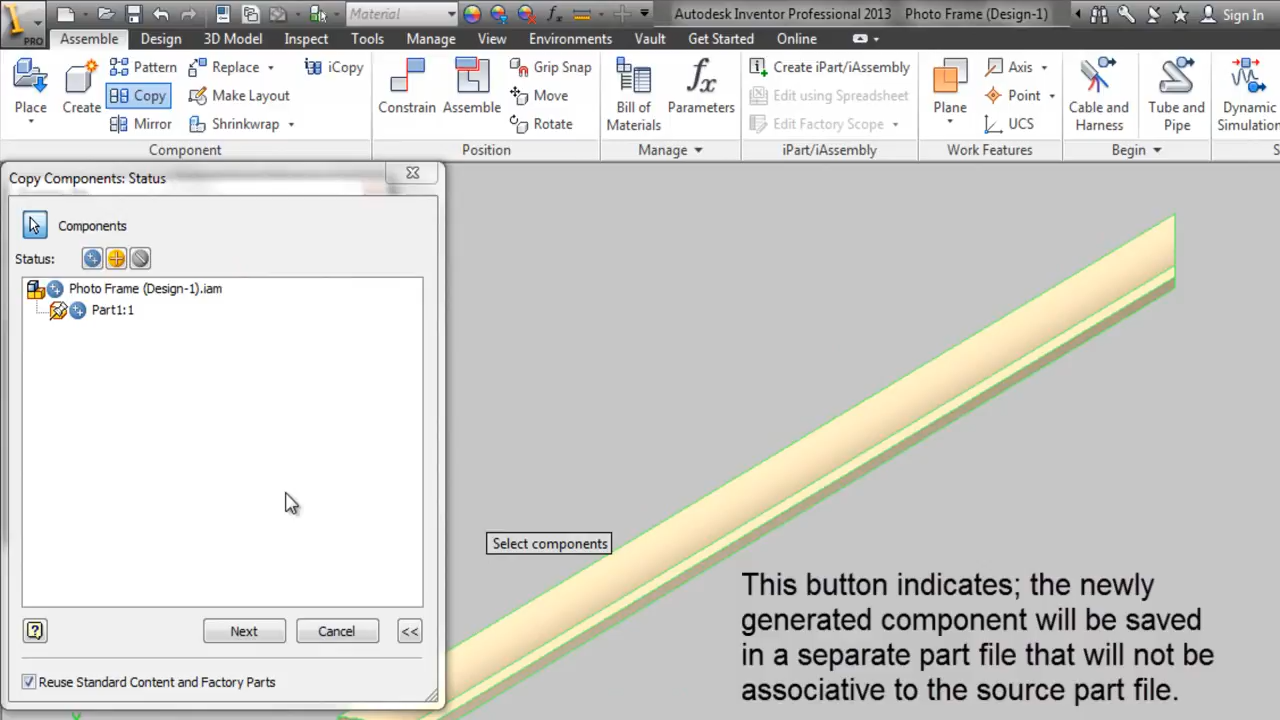 PRO
Material
Autodesk Inventor Professional 2013 Photo Frame (Design-1)
Sign In
Assemble Design 3D Model Inspect Tools Manage View Environments Vault Get Started Online
Place
Create
Pattern
Copy
Mirror
Replace
Make Layout
Shrinkwrap
iCopy
Component
Constrain
Assemble
Grip Snap
Move
Rotate
Position
Bill of
Materials
Parameters
Manage
Create iPart/iAssembly
Edit using Spreadsheet
Edit Factory Scope
iPart/iAssembly
Plane
Axis
Point
UCS
Work Features
Cable and
Harness
Tube and
Pipe
Dynamic
Simulation
Begin
Copy Components: Status
Components
Status:
Photo Frame (Design-1).iam
Part1:1
Select components
Next
Cancel
<<
Reuse Standard Content and Factory Parts
This button indicates; the newly
generated component will be saved
in a separate part file that will not be
associative to the source part file.